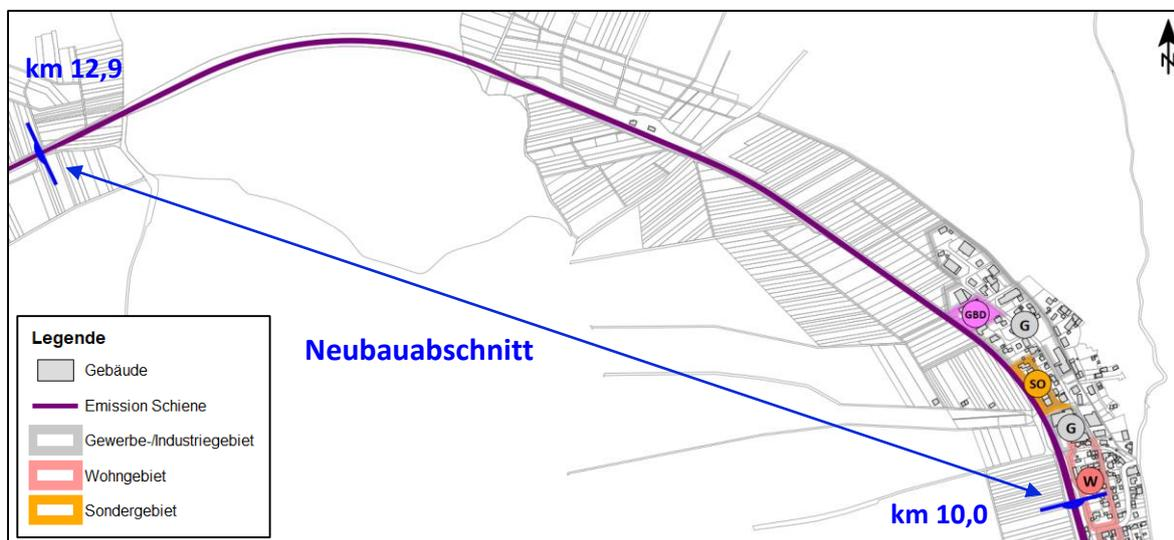 km 12,9
N
GBD
G
Neubauabschnitt
SO
G
W
km 10,0
Legende
Gebäude
Emission Schiene
Gewerbe-/Industriegebiet
Wohngebiet
Sondergebiet